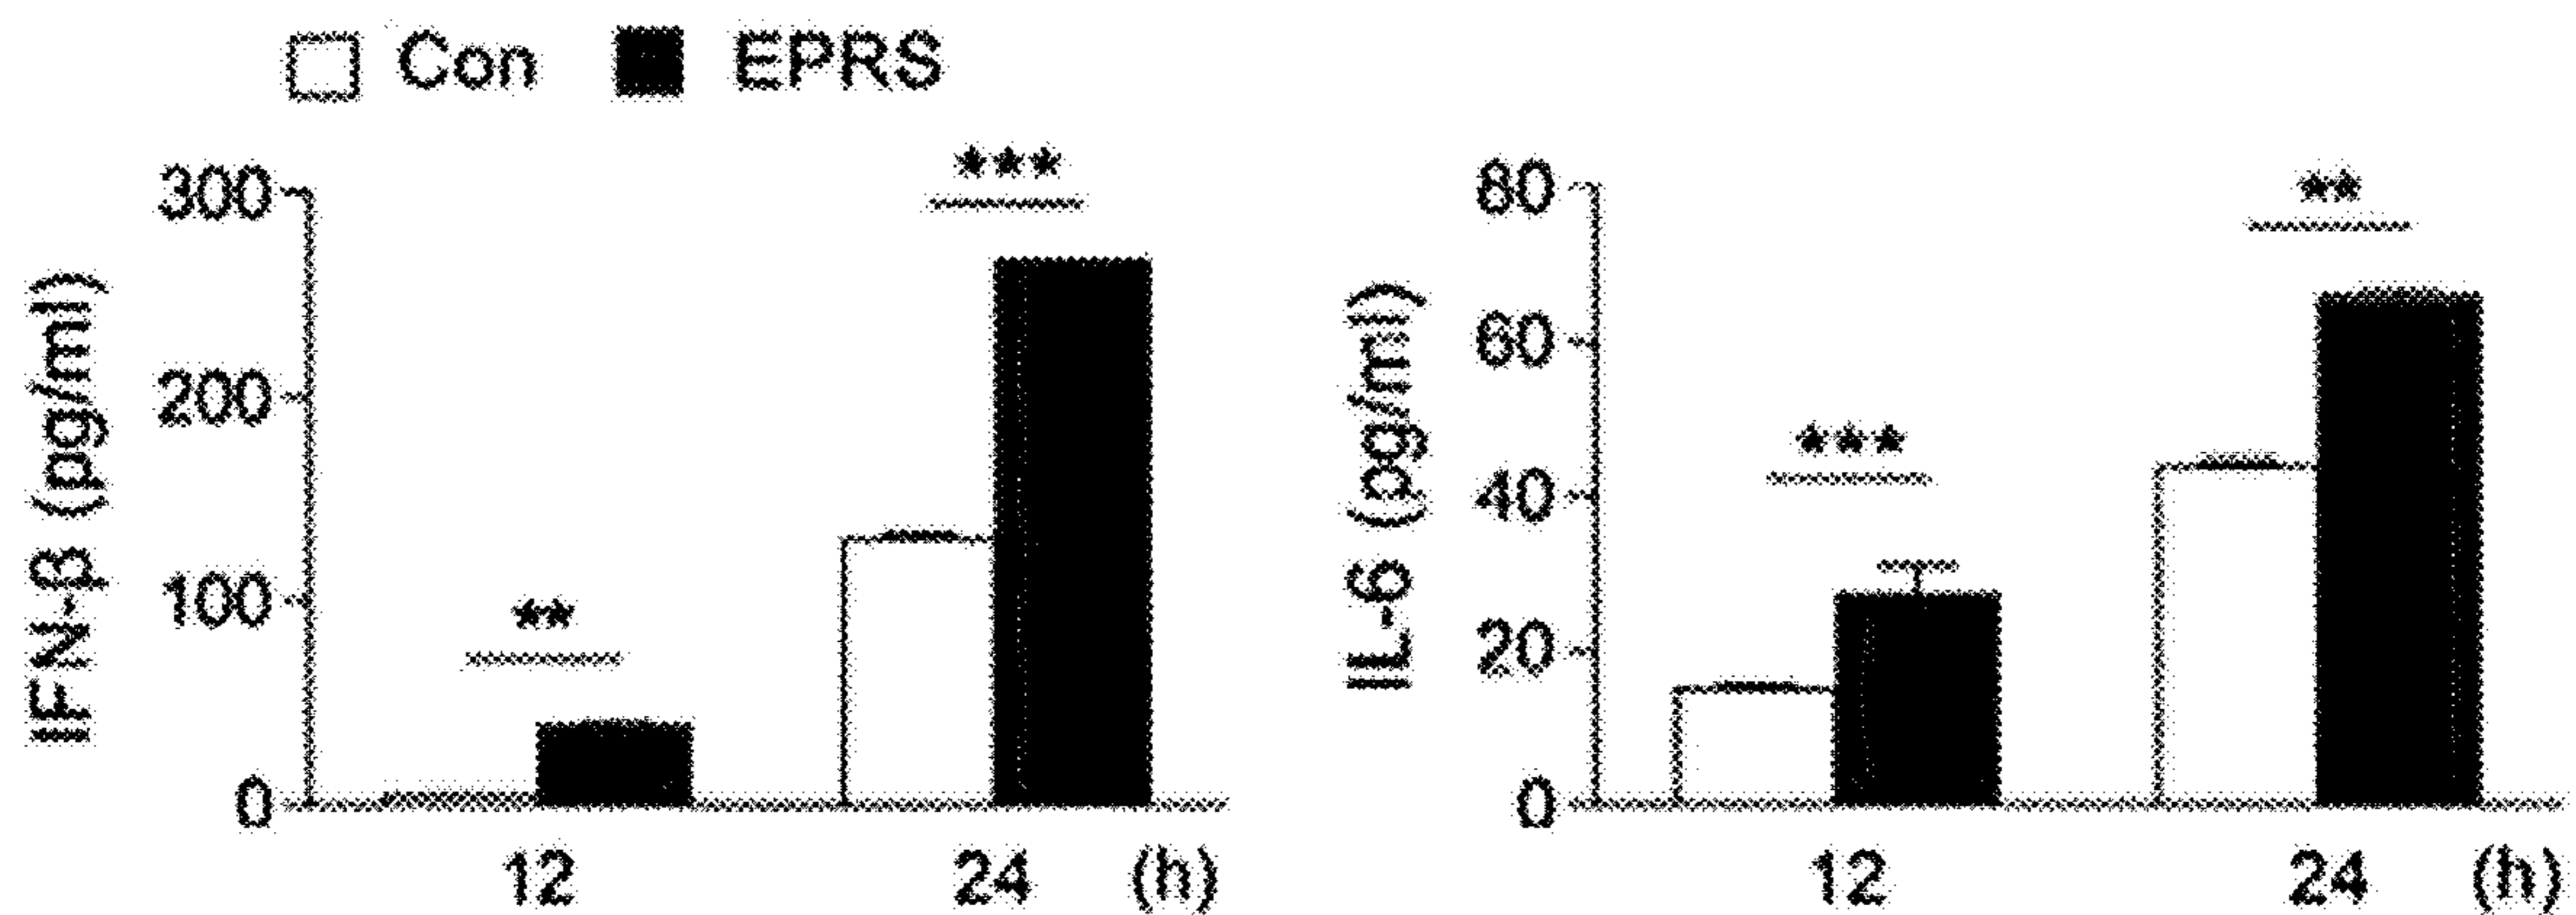 Con EPRS
IFN-β (pg/ml)
300
200
100
0
***
**
12 24 (h)
IL-6 (pg/ml)
80
60
40
20
0
**
***
12 24 (h)